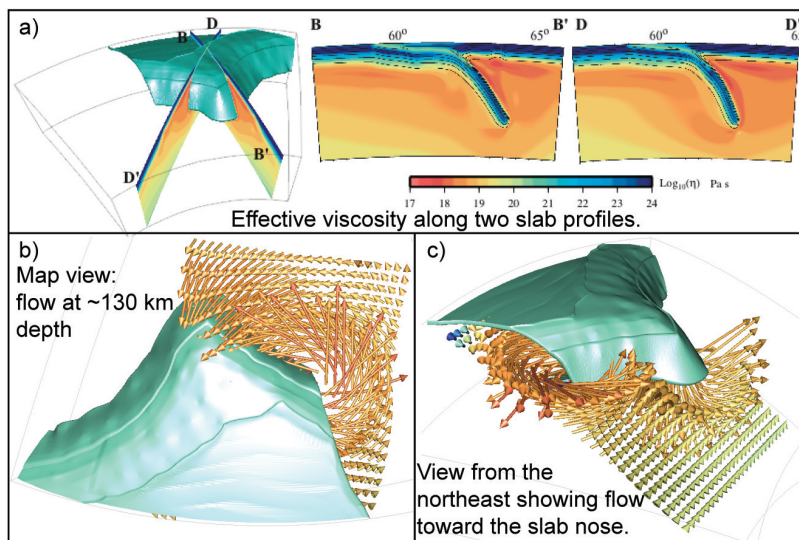 a)
D
B
B
B'
60°
65°
D
D'
60°
D'
B'
Log10(η) Pa s
17 18 19 20 21 22 23 24
Effective viscosity along two slab profiles.
b)
Map view:
flow at ~130 km
depth
c)
View from the
northeast showing flow
toward the slab nose.